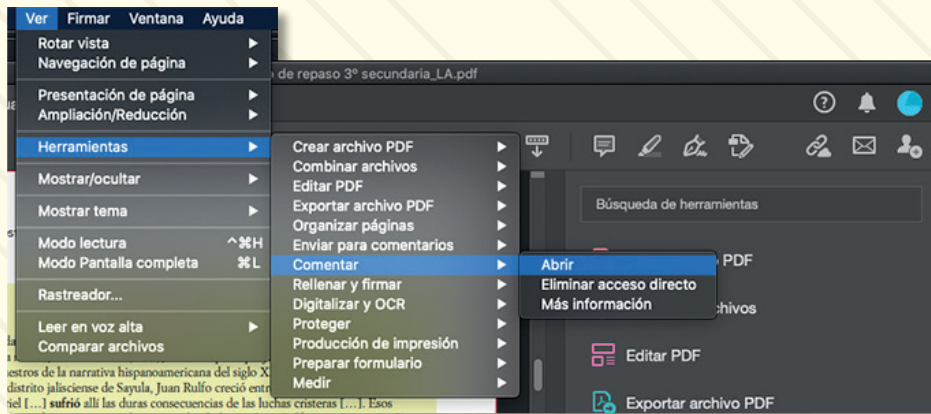 Ver Firmar Ventana Ayuda
Rotar vista
Navegación de página
Presentación de página
Ampliación/Reducción
Herramientas
Mostrar/ocultar
Mostrar tema
Modo lectura ^⌘H
Modo Pantalla completa ⌘L
Rastreador...
Leer en voz alta
Comparar archivos
de repaso 3º secundaria_LA.pdf
Crear archivo PDF
Combinar archivos
Editar PDF
Exportar archivo PDF
Organizar páginas
Enviar para comentarios
Comentar
Rellenar y firmar
Digitalizar y OCR
Proteger
Producción de impresión
Preparar formulario
Medir
Abrir
Eliminar acceso directo
Más información
Búsqueda de herramientas
PDF
Editar PDF
Exportar archivo PDF
de la narrativa hispanoamericana del siglo
distrito jalisciense de Sayula, Juan Rulfo creció
[...] sufrió allí las duras consecuencias de las luchas cristeras [...]. Esos